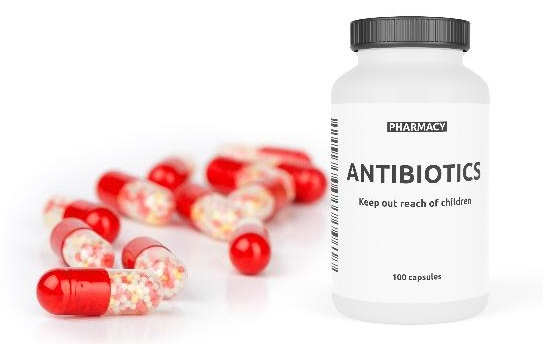 PHARMACY
ANTIBIOTICS
Keep out reach of children
100 capsules